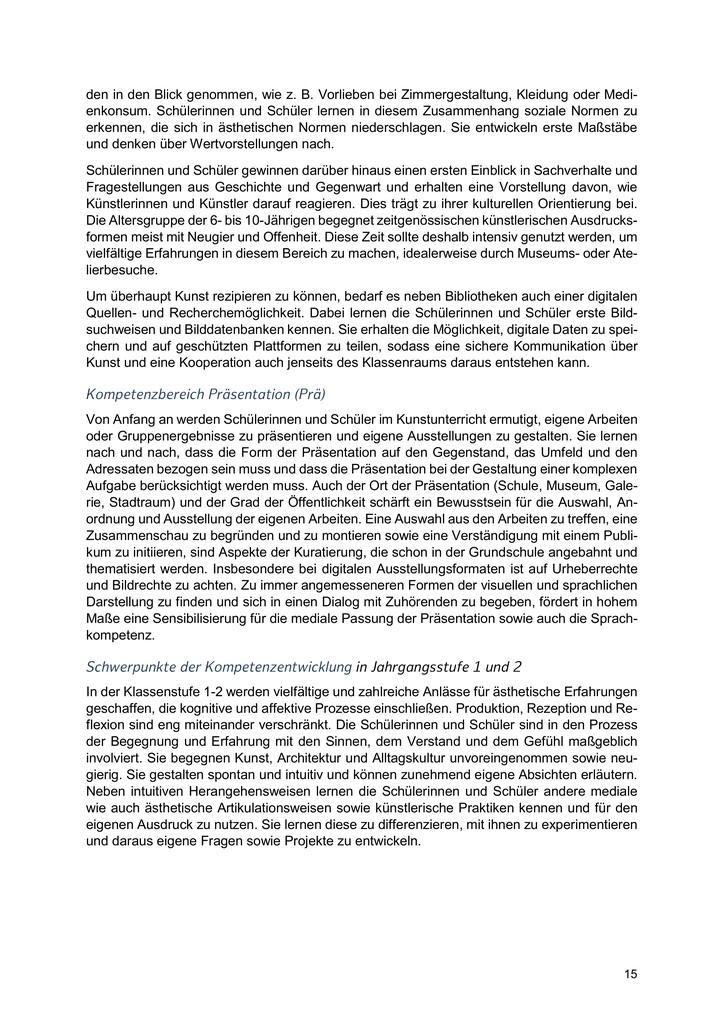 den in den Blick genommen, wie z. B. Vorlieben bei Zimmergestaltung, Kleidung oder Medi-
enkonsum. Schülerinnen und Schüler lernen in diesem Zusammenhang soziale Normen zu
erkennen, die sich in ästhetischen Normen niederschlagen. Sie entwickeln erste Maßstäbe
und denken über Wertvorstellungen nach.
Schülerinnen und Schüler gewinnen darüber hinaus einen ersten Einblick in Sachverhalte und
Fragestellungen aus Geschichte und Gegenwart und erhalten eine Vorstellung davon, wie
Künstlerinnen und Künstler darauf reagieren. Dies trägt zu ihrer kulturellen Orientierung bei.
Die Altersgruppe der 6- bis 10-Jährigen begegnet zeitgenössischen künstlerischen Ausdrucks-
formen meist mit Neugier und Offenheit. Diese Zeit sollte deshalb intensiv genutzt werden, um
vielfältige Erfahrungen in diesem Bereich zu machen, idealerweise durch Museums- oder Ate-
lierbesuche.
Um überhaupt Kunst rezipieren zu können, bedarf es neben Bibliotheken auch einer digitalen
Quellen- und Recherchemöglichkeit. Dabei lernen die Schülerinnen und Schüler erste Bild-
suchweisen und Bilddatenbanken kennen. Sie erhalten die Möglichkeit, digitale Daten zu spei-
chern und auf geschützten Plattformen zu teilen, sodass eine sichere Kommunikation über
Kunst und eine Kooperation auch jenseits des Klassenraums daraus entstehen kann.
Kompetenzbereich Präsentation (Prä)
Von Anfang an werden Schülerinnen und Schüler im Kunstunterricht ermutigt, eigene Arbeiten
oder Gruppenergebnisse zu präsentieren und eigene Ausstellungen zu gestalten. Sie lernen
nach und nach, dass die Form der Präsentation auf den Gegenstand, das Umfeld und den
Adressaten bezogen sein muss und dass die Präsentation bei der Gestaltung einer komplexen
Aufgabe berücksichtigt werden muss. Auch der Ort der Präsentation (Schule, Museum, Gale-
rie, Stadtraum) und der Grad der Öffentlichkeit schärft ein Bewusstsein für die Auswahl, An-
ordnung und Ausstellung der eigenen Arbeiten. Eine Auswahl aus den Arbeiten zu treffen, eine
Zusammenschau zu begründen und zu montieren sowie eine Verständigung mit einem Publi-
kum zu initiieren, sind Aspekte der Kuratierung, die schon in der Grundschule angebahnt und
thematisiert werden. Insbesondere bei digitalen Ausstellungsformaten ist auf Urheberrechte
und Bildrechte zu achten. Zu immer angemesseneren Formen der visuellen und sprachlichen
Darstellung zu finden und sich in einen Dialog mit Zuhörenden zu begeben, fördert in hohem
Maße eine Sensibilisierung für die mediale Passung der Präsentation sowie auch die Sprach-
kompetenz.
Schwerpunkte der Kompetenzentwicklung in Jahrgangsstufe 1 und 2
In der Klassenstufe 1-2 werden vielfältige und zahlreiche Anlässe für ästhetische Erfahrungen
geschaffen, die kognitive und affektive Prozesse einschließen. Produktion, Rezeption und Re-
flexion sind eng miteinander verschränkt. Die Schülerinnen und Schüler sind in den Prozess
der Begegnung und Erfahrung mit den Sinnen, dem Verstand und dem Gefühl maßgeblich
involviert. Sie begegnen Kunst, Architektur und Alltagskultur unvoreingenommen sowie neu-
gierig. Sie gestalten spontan und intuitiv und können zunehmend eigene Absichten erläutern.
Neben intuitiven Herangehensweisen lernen die Schülerinnen und Schüler andere mediale
wie auch ästhetische Artikulationsweisen sowie künstlerische Praktiken kennen und für den
eigenen Ausdruck zu nutzen. Sie lernen diese zu differenzieren, mit ihnen zu experimentieren
und daraus eigene Fragen sowie Projekte zu entwickeln.
15